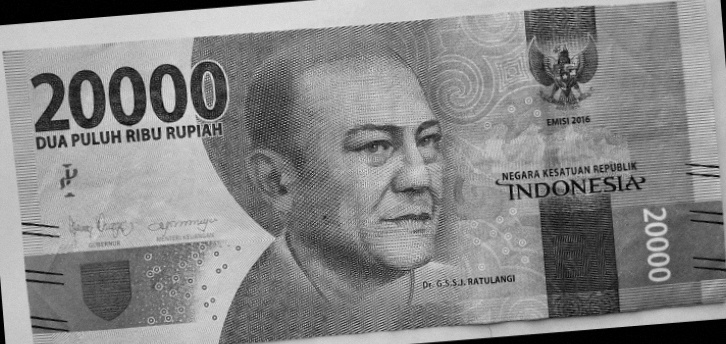 20000
DUA PULUH RIBU RUPIAH
EMISI 2016
NEGARA KESATUAN REPUBLIK
INDONESIA
GUBERNUR
MENTERI KEUANGAN
20000
Dr. G.S.S.J. RATULANGI